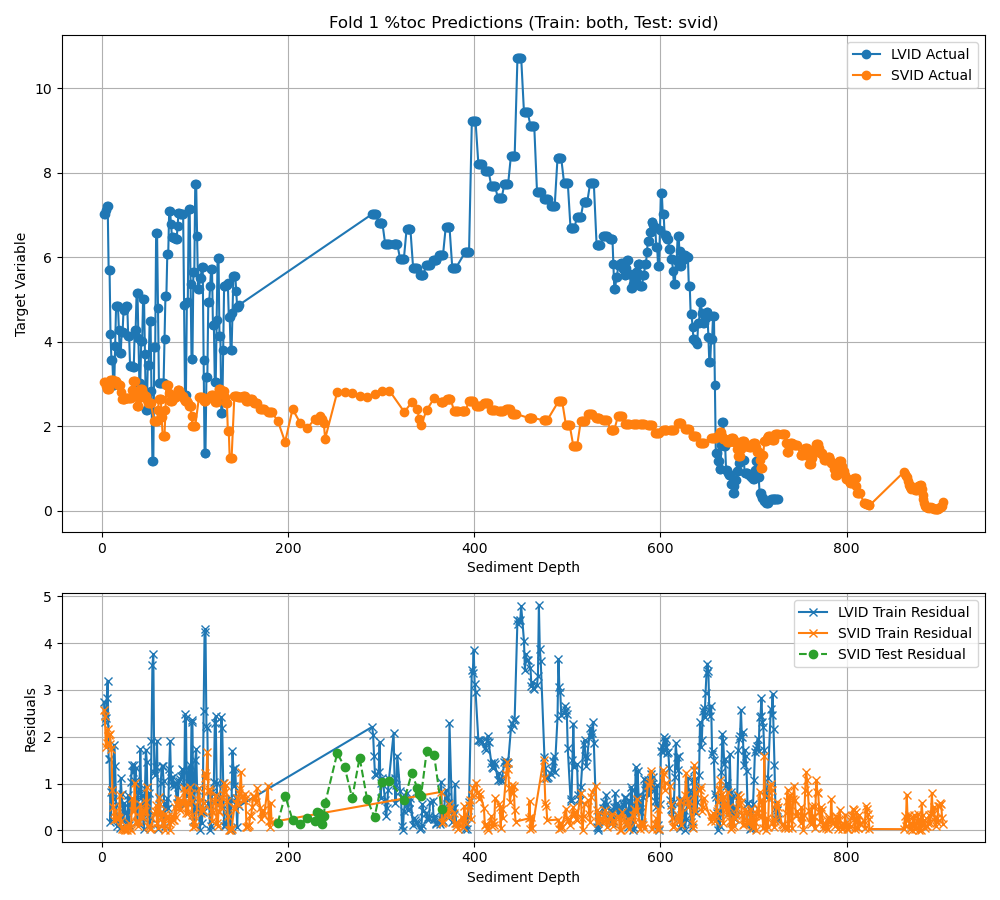 Fold 1 %toc Predictions (Train: both, Test: svid)
LVID Actual
SVID Actual
Target Variable
10
8
6
4
2
0
0 200 400 600 800
Sediment Depth
LVID Train Residual
SVID Train Residual
SVID Test Residual
Residuals
5
4
3
2
1
0
0 200 400 600 800
Sediment Depth